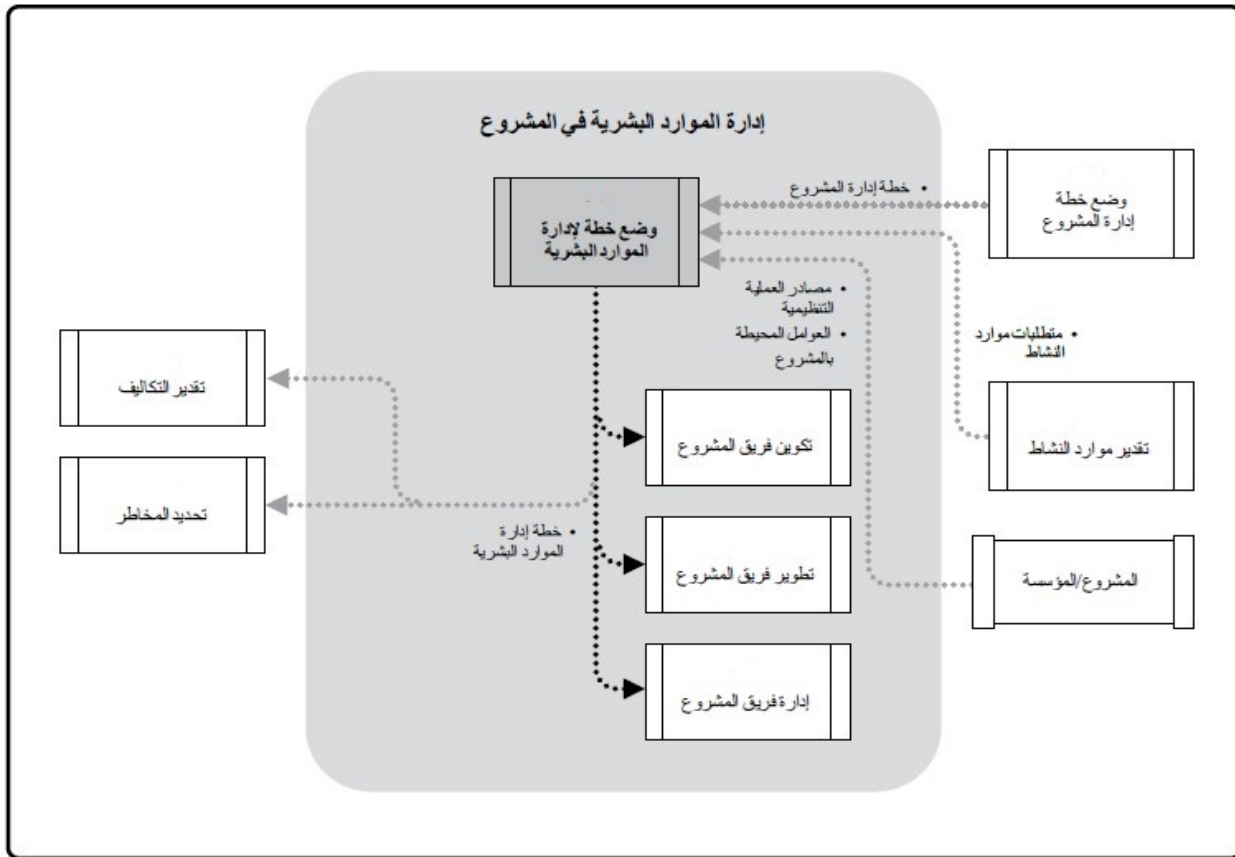 إدارة الموارد البشرية في المشروع
وضع خطة
إدارة المشروع
• خطة إدارة المشروع
وضع خطة لإدارة
الموارد البشرية
• مصادر العملية
التنظيمية
• العوامل المحيطة
بالمشروع
• متطلبات موارد
النشاط
تقدير التكاليف
تكوين فريق المشروع
تقدير موارد النشاط
تحديد المخاطر
• خطة إدارة
الموارد البشرية
تطوير فريق المشروع
المشروع/المؤسسة
إدارة فريق المشروع